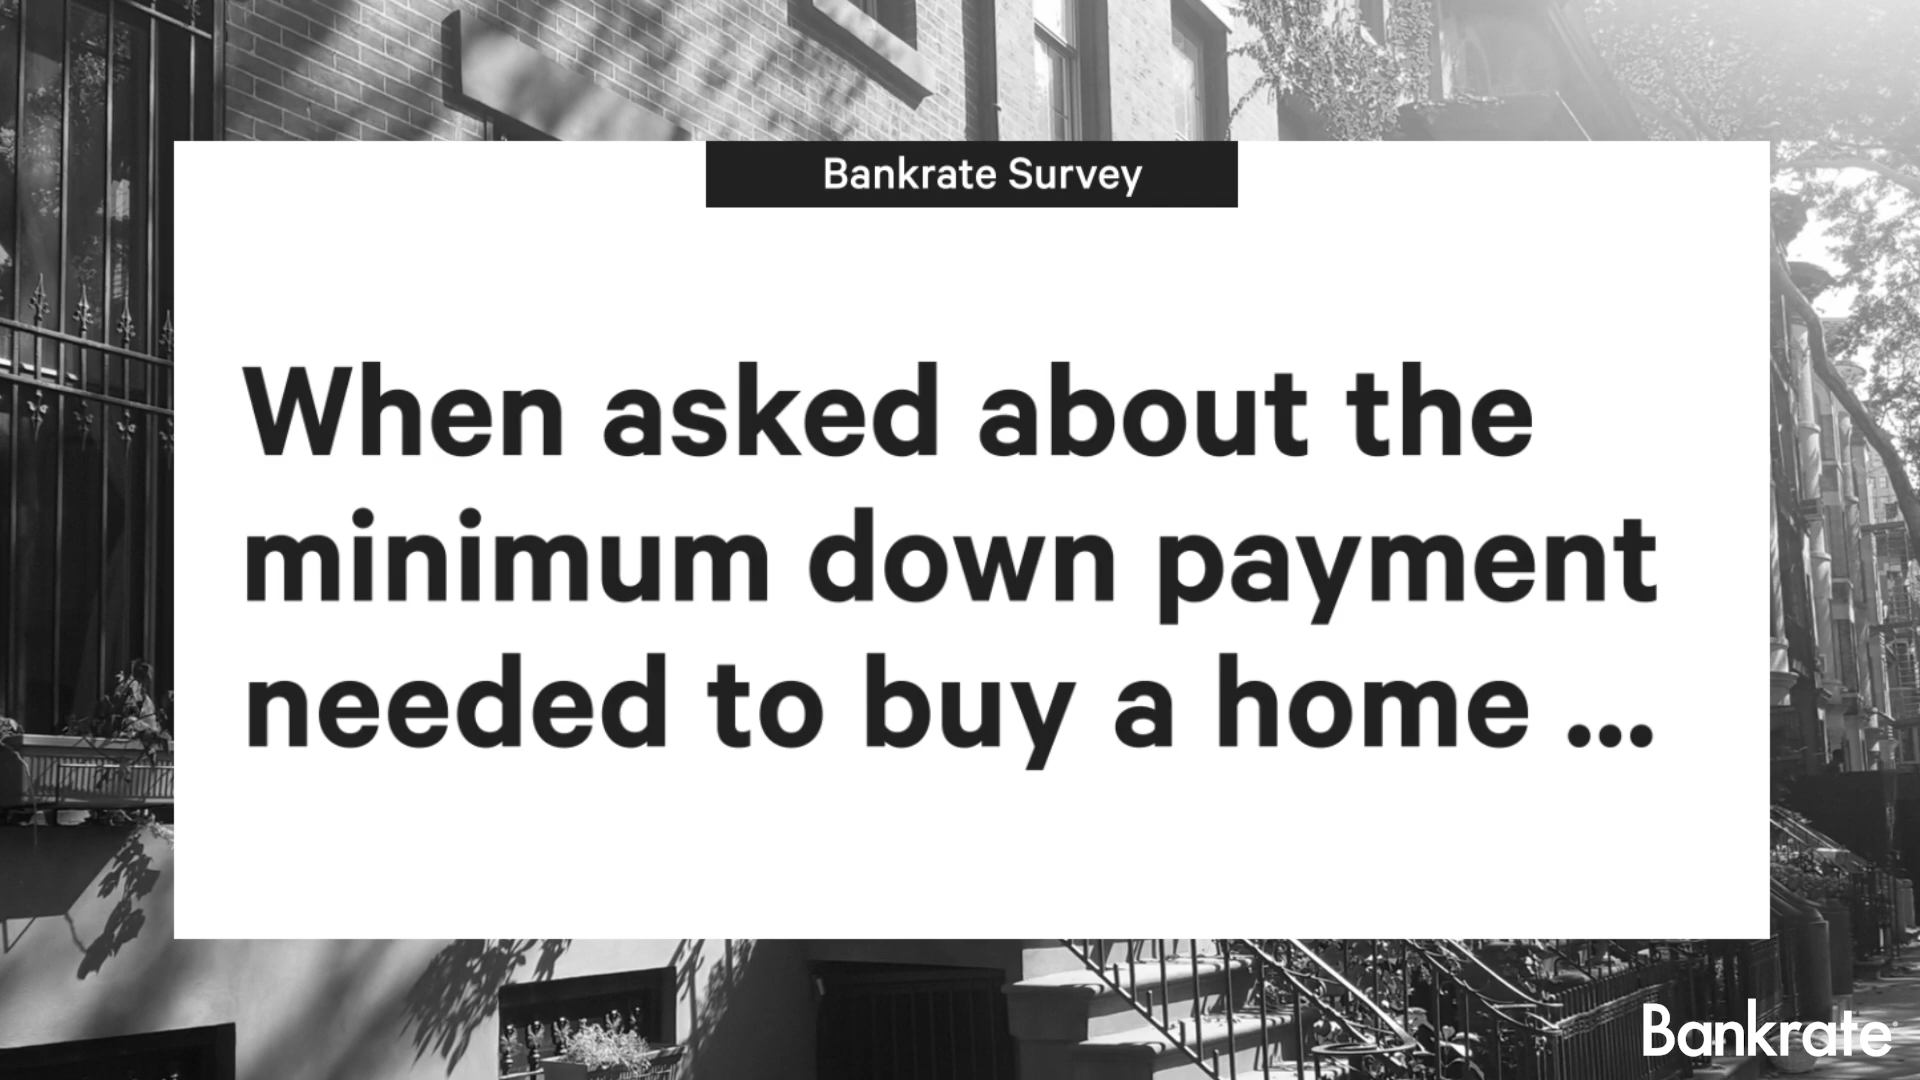 Bankrate Survey
When asked about the
minimum down payment
needed to buy a home ...
Bankrate